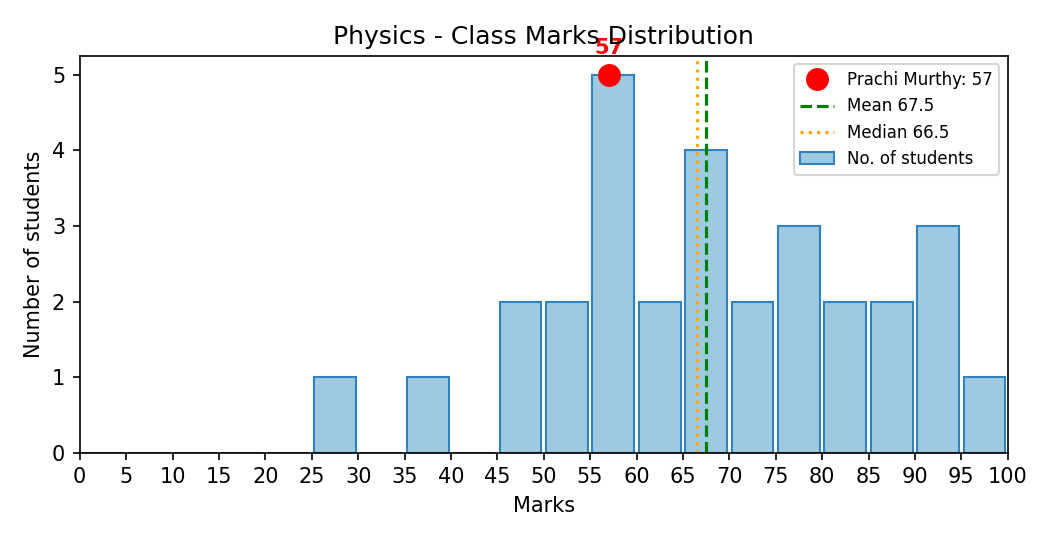 Physics - Class Marks Distribution
57
Prachi Murthy: 57
Mean 67.5
Median 66.5
No. of students
Number of students
5
4
3
2
1
0
0 5 10 15 20 25 30 35 40 45 50 55 60 65 70 75 80 85 90 95 100
Marks